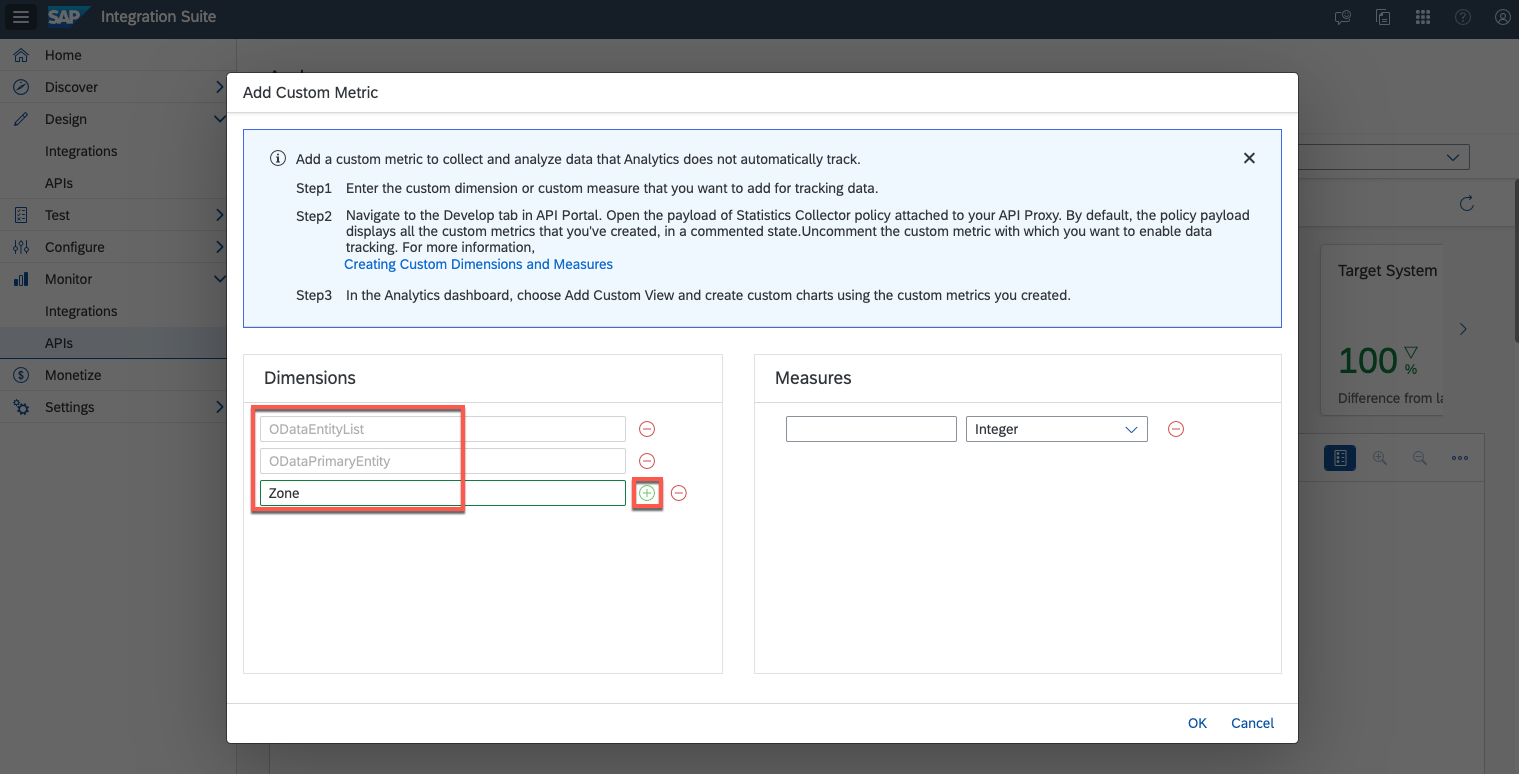 SAP Integration Suite
Home
Discover
Design
Integrations
APIs
Test
Configure
Monitor
Integrations
APIs
Monetize
Settings
Add Custom Metric
Add a custom metric to collect and analyze data that Analytics does not automatically track.
Step1 Enter the custom dimension or custom measure that you want to add for tracking data.
Step2 Navigate to the Develop tab in API Portal. Open the payload of Statistics Collector policy attached to your API Proxy. By default, the policy payload
displays all the custom metrics that you've created, in a commented state.Uncomment the custom metric with which you want to enable data
tracking. For more information,
Creating Custom Dimensions and Measures
Step3 In the Analytics dashboard, choose Add Custom View and create custom charts using the custom metrics you created.
Dimensions
ODataEntityList
ODataPrimaryEntity
Zone
Measures
Integer
OK Cancel
Target System
100 %
Difference from